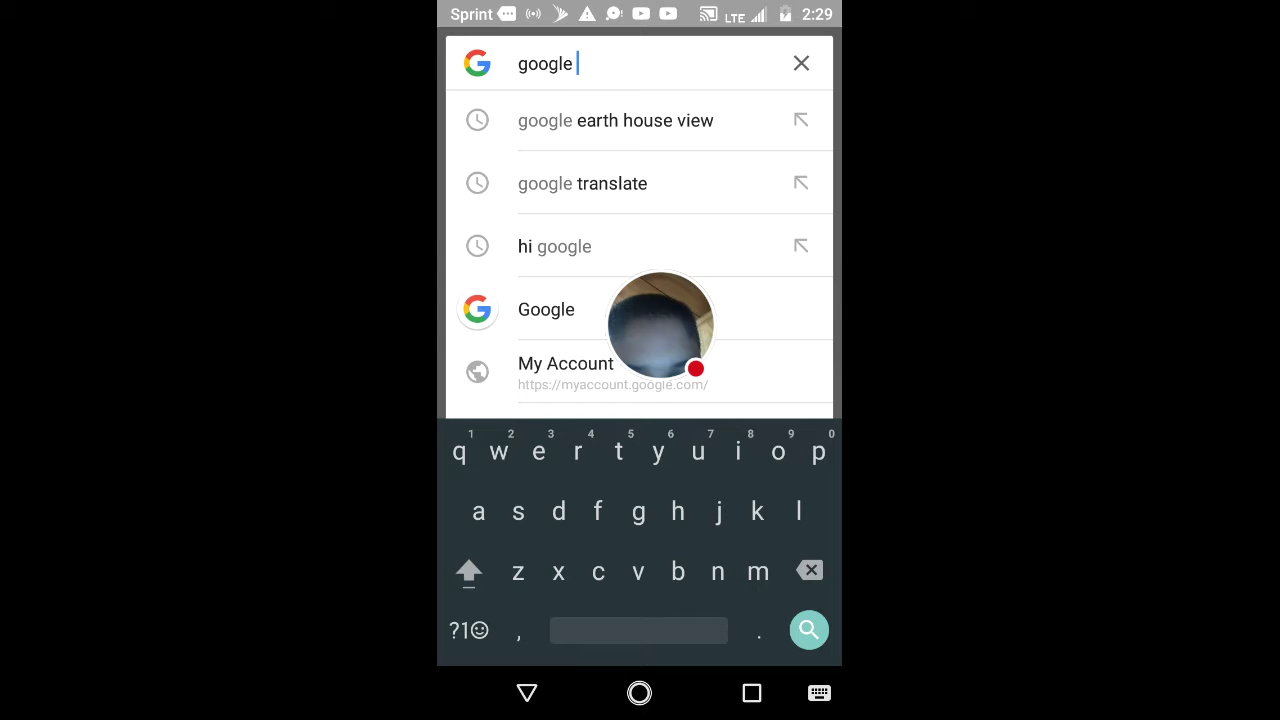 Sprint LTE 2:29
google
google earth house view
google translate
hi google
Google
My Account
https://myaccount.google.com/
1 2 3 4 5 6 7 8 9 0
q w e r t y u i o p
a s d f g h j k l
z x c v b n m
?1☺ , .